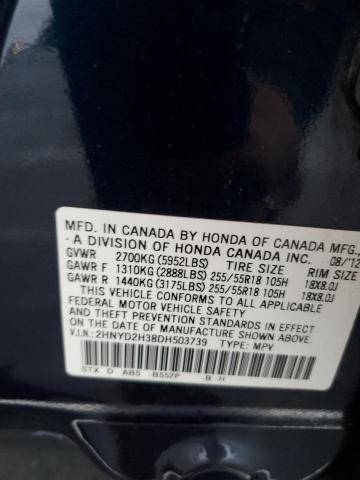 MFD. IN CANADA BY HONDA OF CANADA MFG.,
- A DIVISION OF HONDA CANADA INC. 08/12
GVWR 2700KG (5952LBS) TIRE SIZE RIM SIZE
GAWR F 1310KG (2888LBS) 255/55R18 105H 18X8.0J
GAWR R 1440KG (3175LBS) 255/55R18 105H 18X8.0J
THIS VEHICLE CONFORMS TO ALL APPLICABLE
FEDERAL MOTOR VEHICLE SAFETY AND
THEFT PREVENTION STANDARDS IN EFFECT ON THE
DATE OF MANUFACTURE SHOWN ABOVE.
V.I.N: 2HNYD2H38DH503739 TYPE: MPV
STX D AB5 -B552P -B H